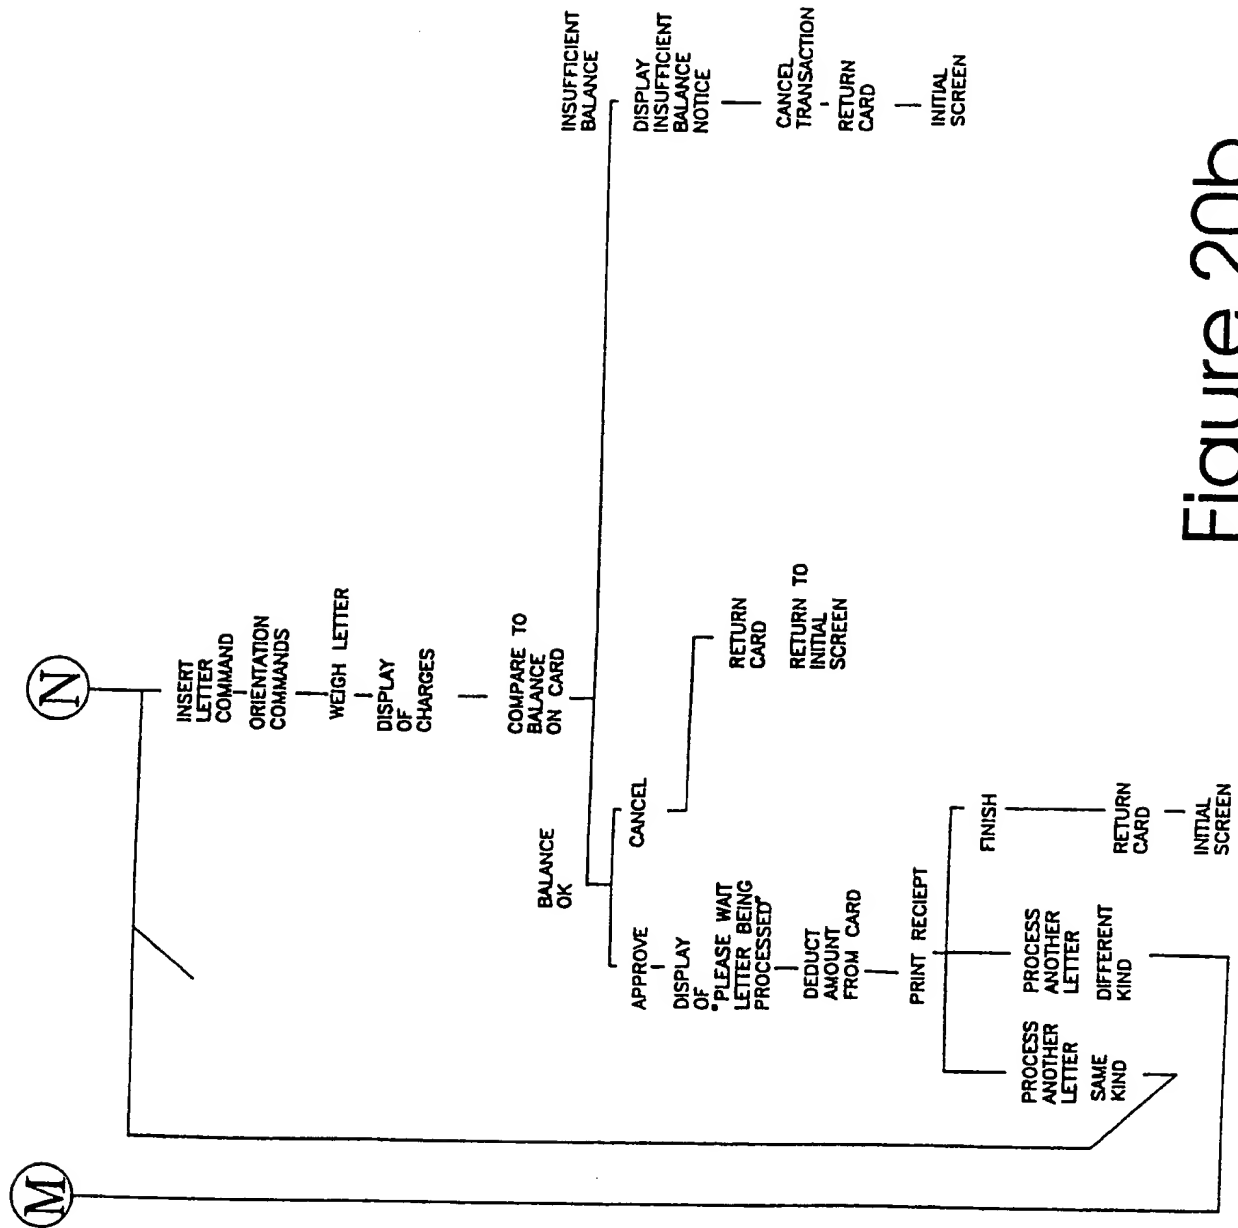 M
N
INSERT
LETTER
COMMAND
ORIENTATION
COMMANDS
WEIGH LETTER
DISPLAY
OF
CHARGES
COMPARE TO
BALANCE
ON CARD
BALANCE
OK
INSUFFICIENT
BALANCE
APPROVE
CANCEL
DISPLAY
INSUFFICIENT
BALANCE
NOTICE
DISPLAY
OF
"PLEASE WAIT
LETTER BEING
PROCESSED"
RETURN
CARD
RETURN TO
INITIAL
SCREEN
CANCEL
TRANSACTION
RETURN
CARD
INITIAL
SCREEN
DEDUCT
AMOUNT
FROM CARD
PRINT RECIEPT
PROCESS
ANOTHER
LETTER
SAME
KIND
PROCESS
ANOTHER
LETTER
DIFFERENT
KIND
FINISH
RETURN
CARD
INITIAL
SCREEN
Figure 20b